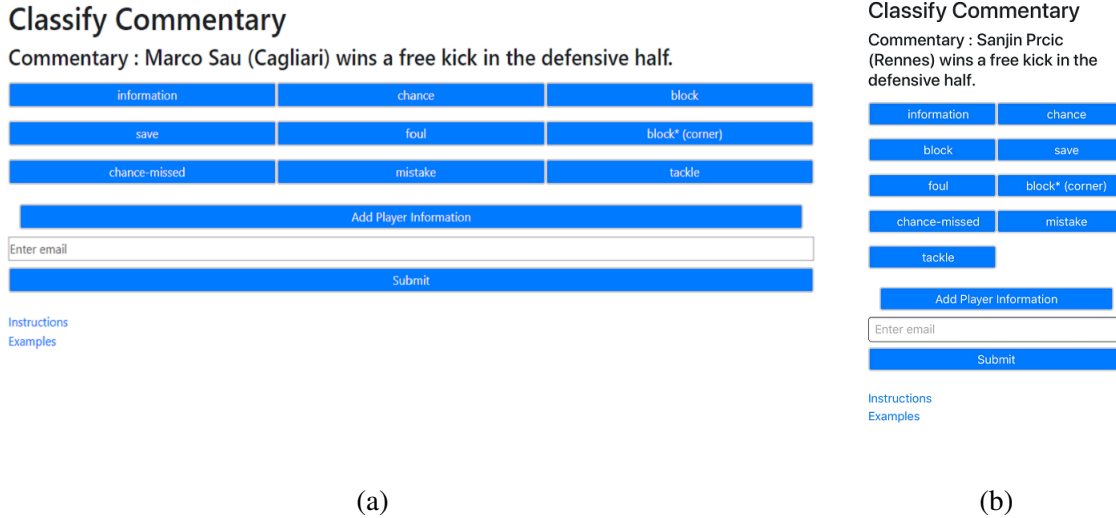 Classify Commentary
Commentary : Marco Sau (Cagliari) wins a free kick in the defensive half.
information chance block
save foul block* (corner)
chance-missed mistake tackle
Add Player Information
Enter email
Submit
Instructions
Examples
(a)
Classify Commentary
Commentary : Sanjin Prcic
(Rennes) wins a free kick in the
defensive half.
information chance
block save
foul block* (corner)
chance-missed mistake
tackle
Add Player Information
Enter email
Submit
Instructions
Examples
(b)